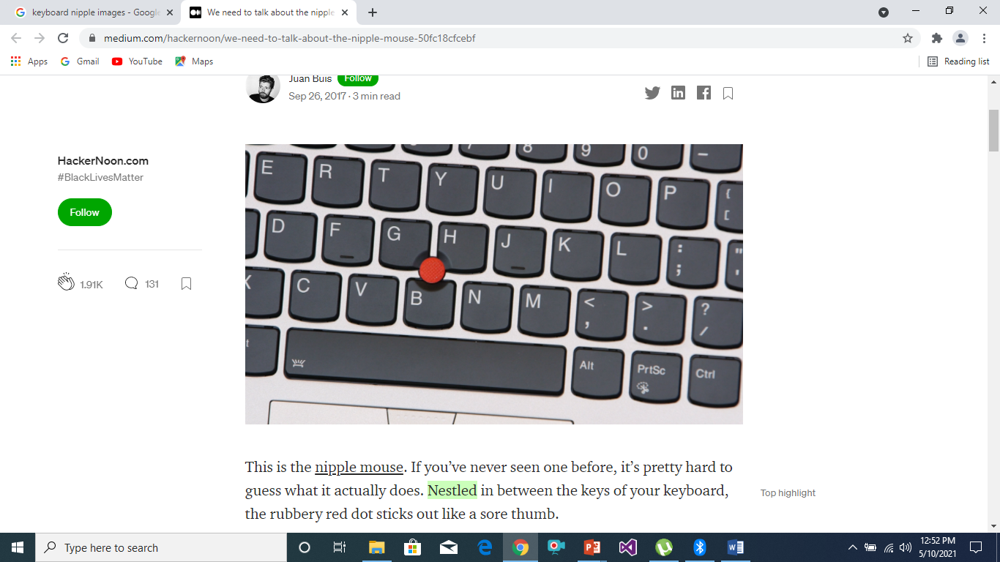 keyboard nipple images - Google
We need to talk about the nipple
medium.com/hackernoon/we-need-to-talk-about-the-nipple-mouse-50fc18cfcebf
Apps Gmail YouTube Maps Reading list
Juan Buis Follow
Sep 26, 2017 · 3 min read
HackerNoon.com
#BlackLivesMatter
Follow
1.91K 131
8 9 0 –
E R T Y U I O P { [
D F G H J K L : ; "
X C V B N M < , > . ? /
t Alt PrtSc Ctrl
This is the nipple mouse. If you’ve never seen one before, it’s pretty hard to
guess what it actually does. Nestled in between the keys of your keyboard,
the rubbery red dot sticks out like a sore thumb.
Top highlight
Type here to search
12:52 PM
5/10/2021